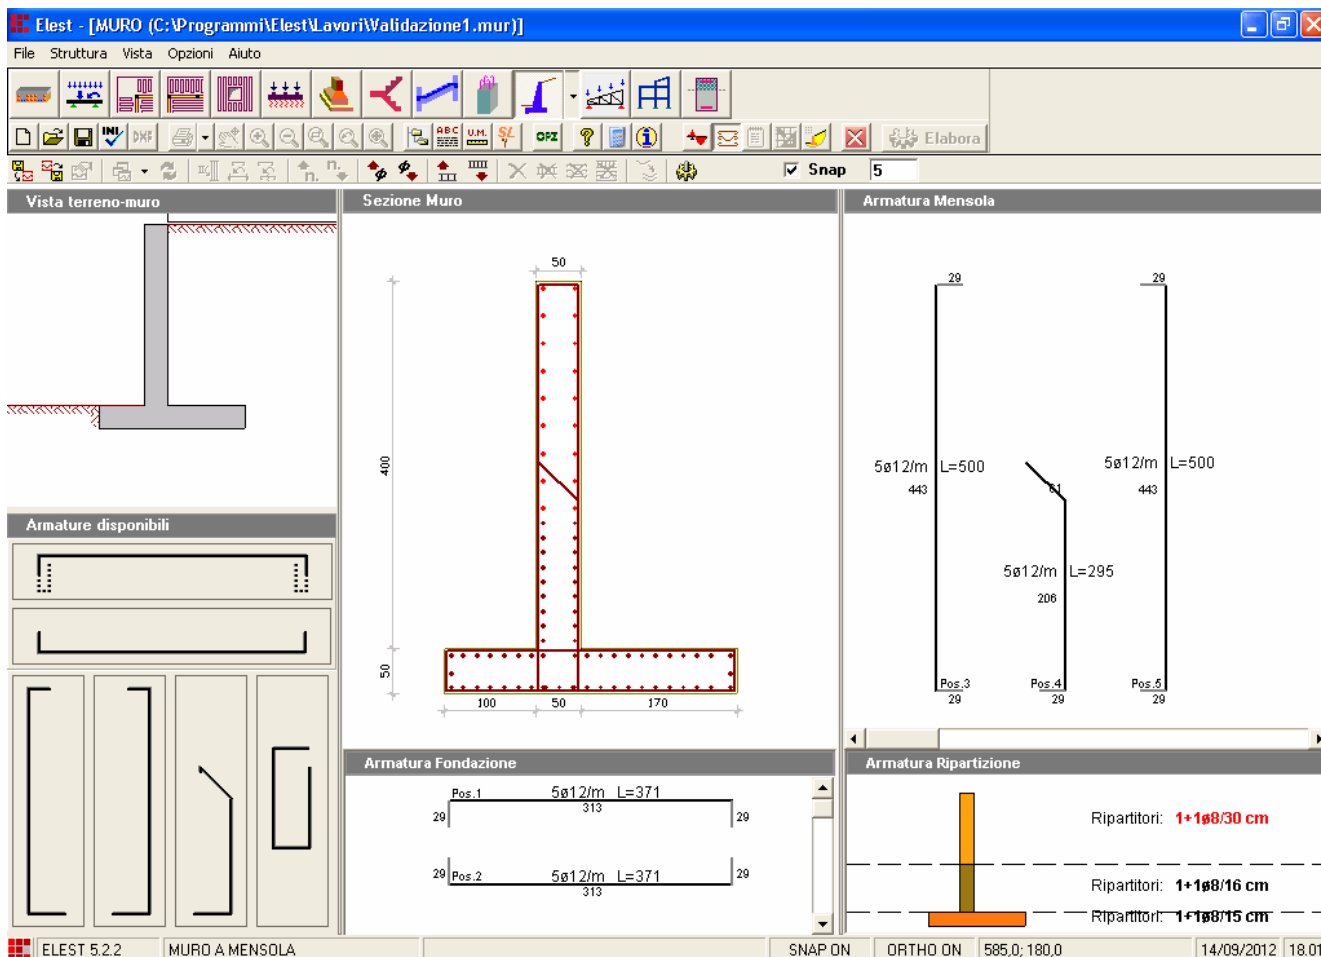 Elest - [MURO (C:\Programmi\Elest\Lavori\Validazione1.mur)]
File Struttura Vista Opzioni Aiuto
INI DXF ABC U.M. SL OPZ Elabora
n. n. Snap 5
Vista terreno-muro
Sezione Muro
50
400
50
100 50 170
Armatura Mensola
29 29
5ø12/m L=500
443
61
5ø12/m L=295
206
5ø12/m L=500
443
Pos.3 Pos.4 Pos.5
29 29 29
Armature disponibili
Armatura Fondazione
Pos.1 5ø12/m L=371
313
29 29
29 Pos.2 5ø12/m L=371 29
313
Armatura Ripartizione
Ripartitori: 1+1ø8/30 cm
Ripartitori: 1+1ø8/16 cm
Ripartitori: 1+1ø8/15 cm
ELEST 5.2.2 MURO A MENSOLA SNAP ON ORTHO ON 585,0; 180,0 14/09/2012 18.01